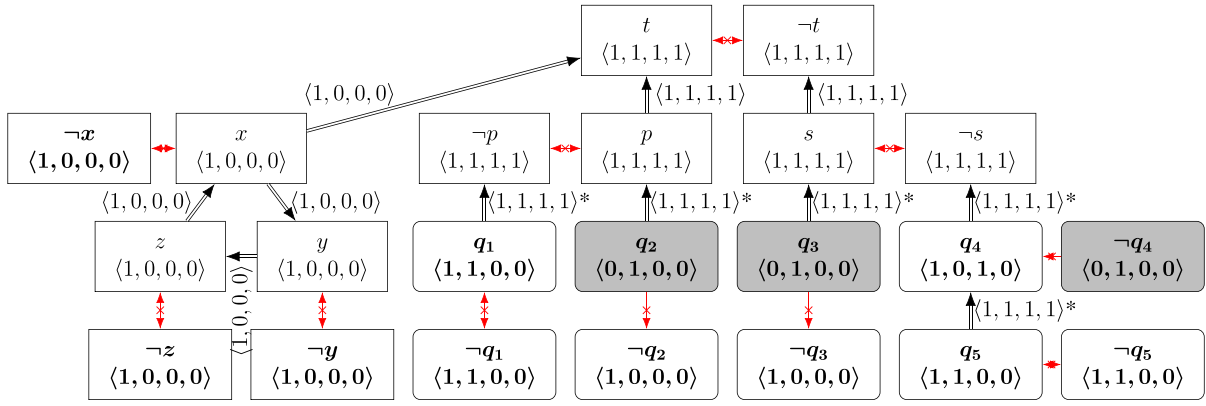 t
⟨1, 1, 1, 1⟩
¬t
⟨1, 1, 1, 1⟩
⟨1, 0, 0, 0⟩
⟨1, 1, 1, 1⟩
⟨1, 1, 1, 1⟩
¬x
⟨1, 0, 0, 0⟩
x
⟨1, 0, 0, 0⟩
¬p
⟨1, 1, 1, 1⟩
p
⟨1, 1, 1, 1⟩
s
⟨1, 1, 1, 1⟩
¬s
⟨1, 1, 1, 1⟩
⟨1, 0, 0, 0⟩
⟨1, 0, 0, 0⟩
⟨1, 1, 1, 1⟩*
⟨1, 1, 1, 1⟩*
⟨1, 1, 1, 1⟩*
⟨1, 1, 1, 1⟩*
z
⟨1, 0, 0, 0⟩
y
⟨1, 0, 0, 0⟩
q₁
⟨1, 1, 0, 0⟩
q₂
⟨0, 1, 0, 0⟩
q₃
⟨0, 1, 0, 0⟩
q₄
⟨1, 0, 1, 0⟩
¬q₄
⟨0, 1, 0, 0⟩
⟨1, 0, 0, 0⟩
⟨1, 1, 1, 1⟩*
¬z
⟨1, 0, 0, 0⟩
¬y
⟨1, 0, 0, 0⟩
¬q₁
⟨1, 1, 0, 0⟩
¬q₂
⟨1, 0, 0, 0⟩
¬q₃
⟨1, 0, 0, 0⟩
q₅
⟨1, 1, 0, 0⟩
¬q₅
⟨1, 1, 0, 0⟩